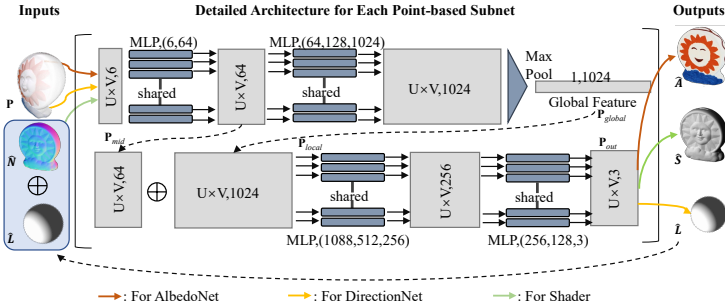 Inputs
Detailed Architecture for Each Point-based Subnet
Outputs
MLP,(6,64)
MLP,(64,128,1024)
Max
Pool
P
U×V,6
shared
U×V,64
shared
U×V,1024
1,1024
Global Feature
P_global
Â
N̂
P_mid
P_local
P_out
Ŝ
U×V,64
U×V,1024
shared
U×V,256
shared
U×V,3
L̂
L̂
MLP,(1088,512,256)
MLP,(256,128,3)
: For AlbedoNet
: For DirectionNet
: For Shader